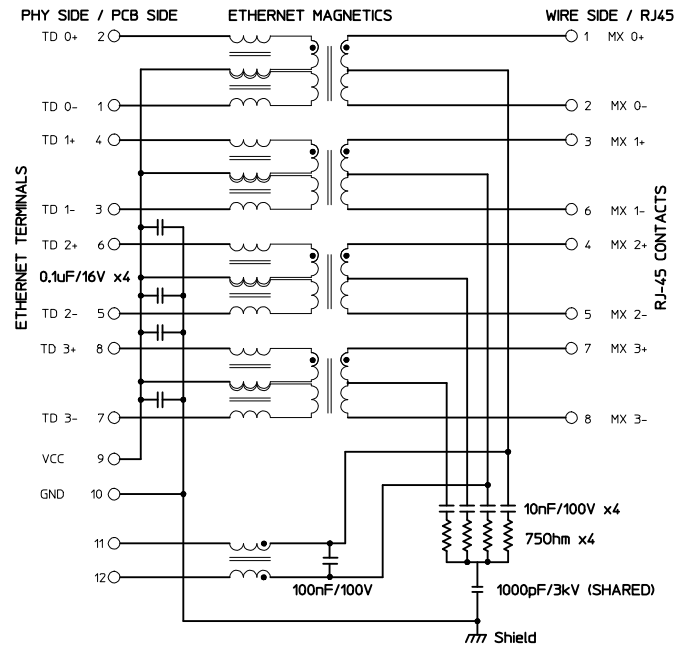 PHY SIDE / PCB SIDE ETHERNET MAGNETICS WIRE SIDE / RJ45
TD 0+ 2 1 MX 0+
TD 0- 1 2 MX 0-
TD 1+ 4 3 MX 1+
TD 1- 3 6 MX 1-
TD 2+ 6 4 MX 2+
0.1uF/16V x4
TD 2- 5 5 MX 2-
TD 3+ 8 7 MX 3+
TD 3- 7 8 MX 3-
ETHERNET TERMINALS
RJ-45 CONTACTS
VCC 9
GND 10
10nF/100V x4
11
75Ohm x4
12
100nF/100V
1000pF/3kV (SHARED)
Shield